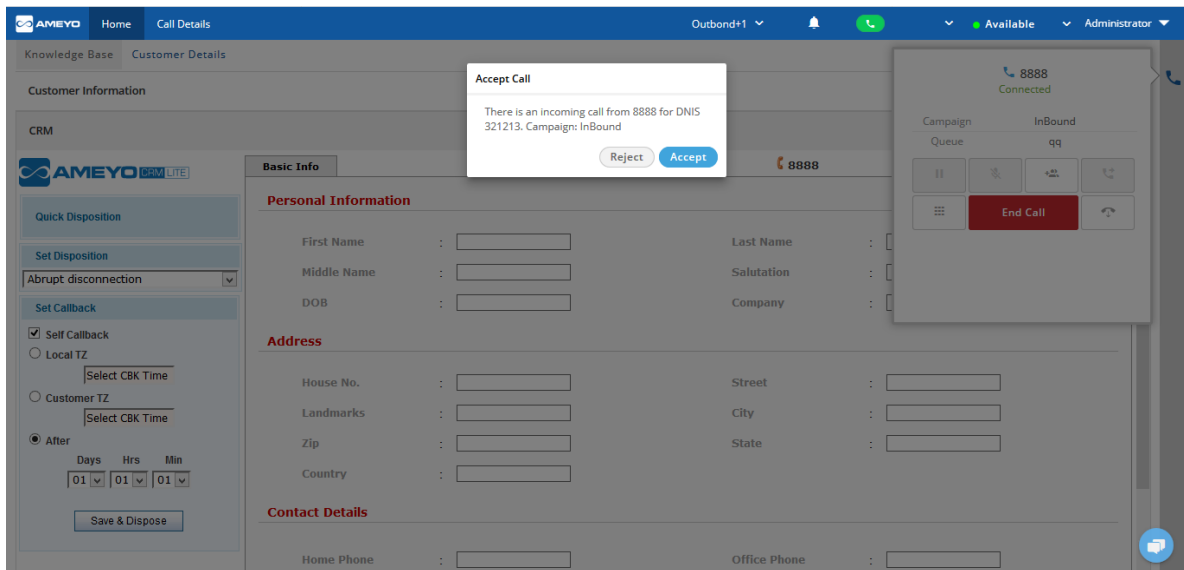 AMEYO Home Call Details Outbond+1 Available Administrator
Knowledge Base Customer Details
Customer Information
CRM
AMEYO CRM LITE
Quick Disposition
Set Disposition
Abrupt disconnection
Set Callback
Self Callback
Local TZ
Select CBK Time
Customer TZ
Select CBK Time
After
Days Hrs Min
01 01 01
Save & Dispose
Accept Call
There is an incoming call from 8888 for DNIS
321213. Campaign: InBound
Reject Accept
Basic Info 8888
Personal Information
First Name : Last Name :
Middle Name : Salutation :
DOB : Company :
Address
House No. : Street :
Landmarks : City :
Zip : State :
Country :
Contact Details
Home Phone : Office Phone :
8888
Connected
Campaign InBound
Queue qq
End Call